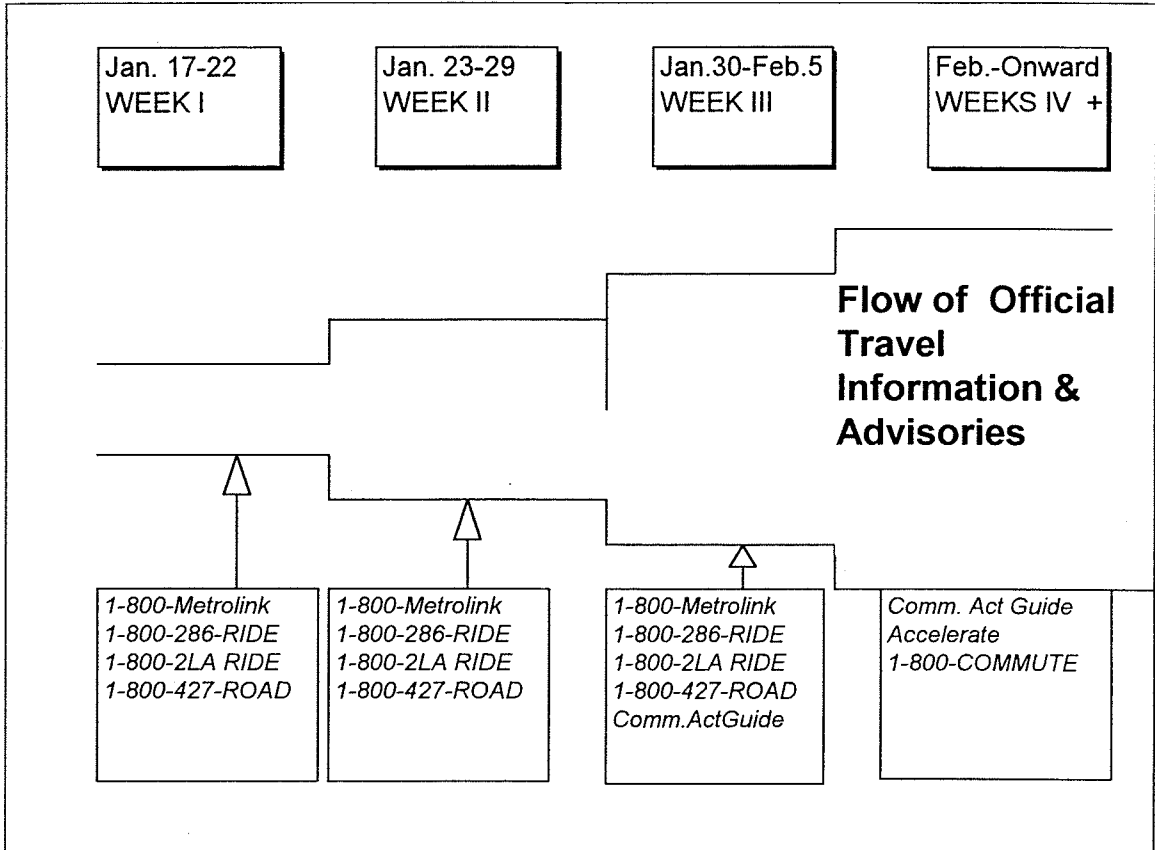 Jan. 17-22
WEEK I
Jan. 23-29
WEEK II
Jan.30-Feb.5
WEEK III
Feb.-Onward
WEEKS IV +
Flow of Official
Travel
Information &
Advisories
1-800-Metrolink
1-800-286-RIDE
1-800-2LA RIDE
1-800-427-ROAD
1-800-Metrolink
1-800-286-RIDE
1-800-2LA RIDE
1-800-427-ROAD
1-800-Metrolink
1-800-286-RIDE
1-800-2LA RIDE
1-800-427-ROAD
Comm.ActGuide
Comm. Act Guide
Accelerate
1-800-COMMUTE